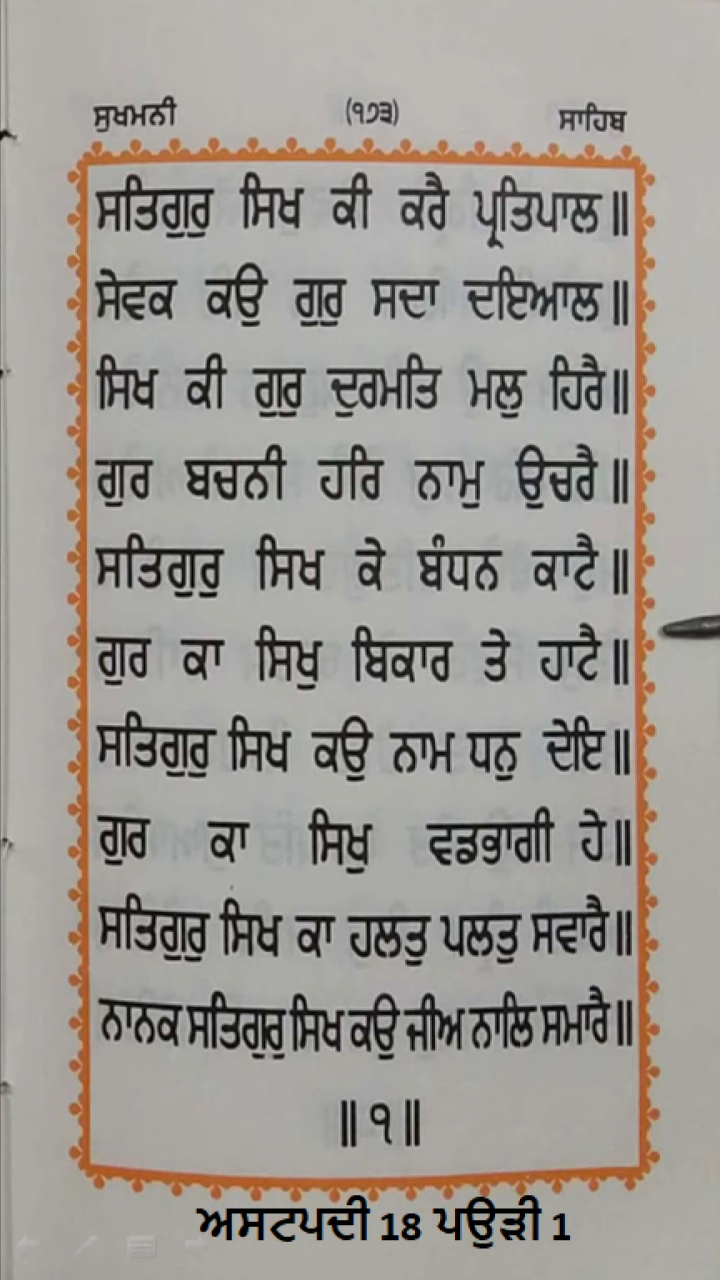 ਸੁਖਮਨੀ (੧੭੩) ਸਾਹਿਬ
ਸਤਿਗੁਰੁ ਸਿਖ ਕੀ ਕਰੈ ਪ੍ਰਤਿਪਾਲ॥
ਸੇਵਕ ਕਉ ਗੁਰੁ ਸਦਾ ਦਇਆਲ॥
ਸਿਖ ਕੀ ਗੁਰੁ ਦੁਰਮਤਿ ਮਲੁ ਹਿਰੈ॥
ਗੁਰ ਬਚਨੀ ਹਰਿ ਨਾਮੁ ਉਚਰੈ॥
ਸਤਿਗੁਰੁ ਸਿਖ ਕੇ ਬੰਧਨ ਕਾਟੈ॥
ਗੁਰ ਕਾ ਸਿਖੁ ਬਿਕਾਰ ਤੇ ਹਾਟੈ॥
ਸਤਿਗੁਰੁ ਸਿਖ ਕਉ ਨਾਮ ਧਨੁ ਦੇਇ॥
ਗੁਰ ਕਾ ਸਿਖੁ ਵਡਭਾਗੀ ਹੇ॥
ਸਤਿਗੁਰੁ ਸਿਖ ਕਾ ਹਲਤੁ ਪਲਤੁ ਸਵਾਰੈ॥
ਨਾਨਕ ਸਤਿਗੁਰੁ ਸਿਖ ਕਉ ਜੀਅ ਨਾਲਿ ਸਮਾਰੈ॥
॥੧॥
ਅਸਟਪਦੀ 18 ਪਉੜੀ 1